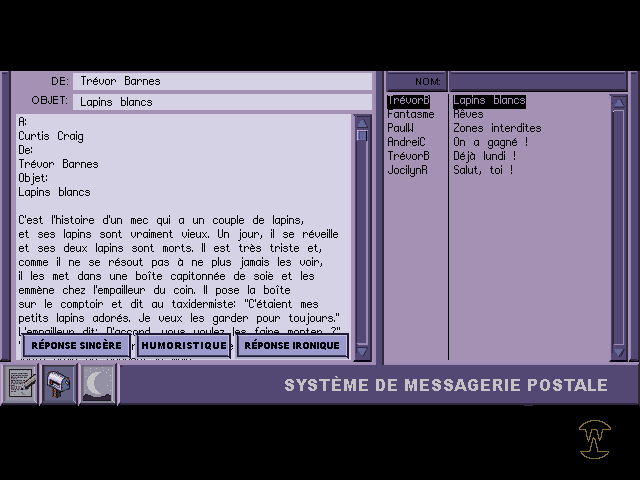 DE: Trévor Barnes
OBJET: Lapins blancs
A:
Curtis Craig
De:
Trévor Barnes
Objet:
Lapins blancs
C'est l'histoire d'un mec qui a un couple de lapins,
et ses lapins sont vraiment vieux. Un jour, il se réveille
et ses deux lapins sont morts. Il est très triste et,
comme il ne se résout pas à ne plus jamais les voir,
il les met dans une boîte capitonnée de soie et les
emmène chez l'empailleur du coin. Il pose la boîte
sur le comptoir et dit au taxidermiste: "C'étaient mes
petits lapins adorés. Je veux les garder pour toujours."
L'empailleur dit: D'accord, vous voulez les faire monter ?"
RÉPONSE SINCÈRE HUMORISTIQUE RÉPONSE IRONIQUE
NOM:
TrévorB Lapins blancs
Fantasme Rêves
PaulW Zones interdites
AndreiC On a gagné !
TrévorB Déjà lundi !
JocilynR Salut, toi !
SYSTÈME DE MESSAGERIE POSTALE